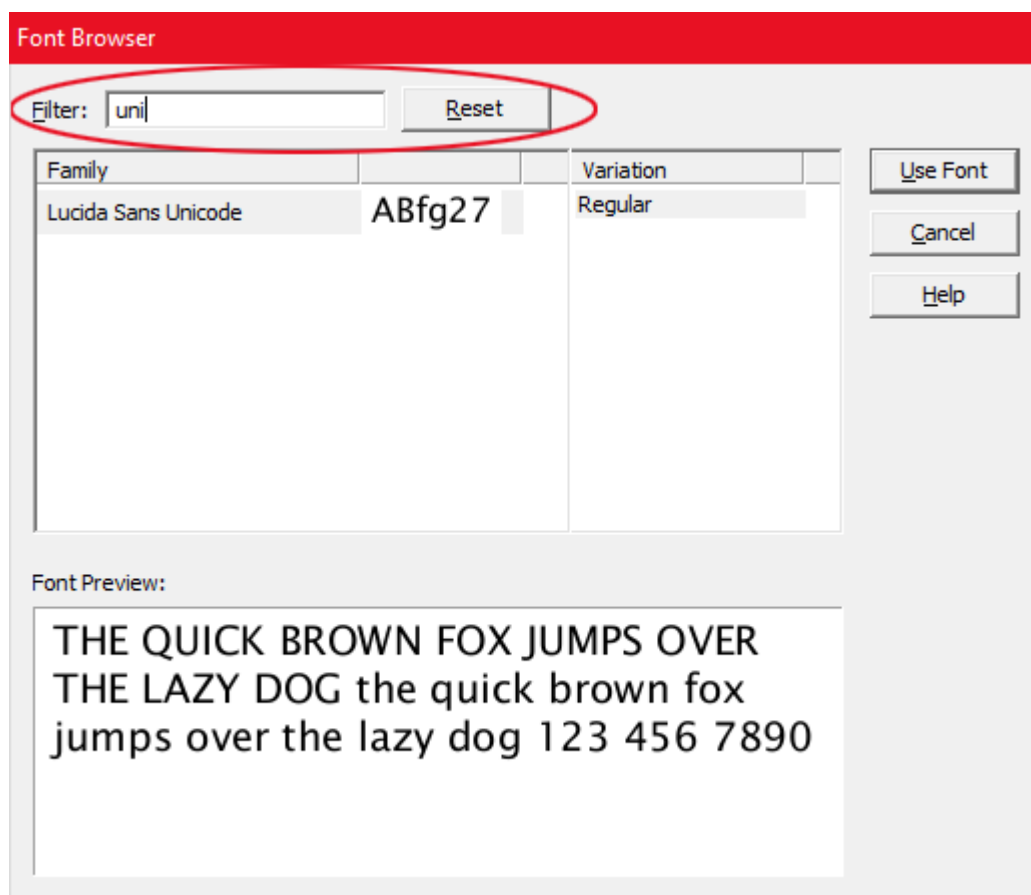 Font Browser
Filter: uni Reset
Family Variation
Lucida Sans Unicode ABfg27 Regular
Use Font
Cancel
Help
Font Preview:
THE QUICK BROWN FOX JUMPS OVER
THE LAZY DOG the quick brown fox
jumps over the lazy dog 123 456 7890